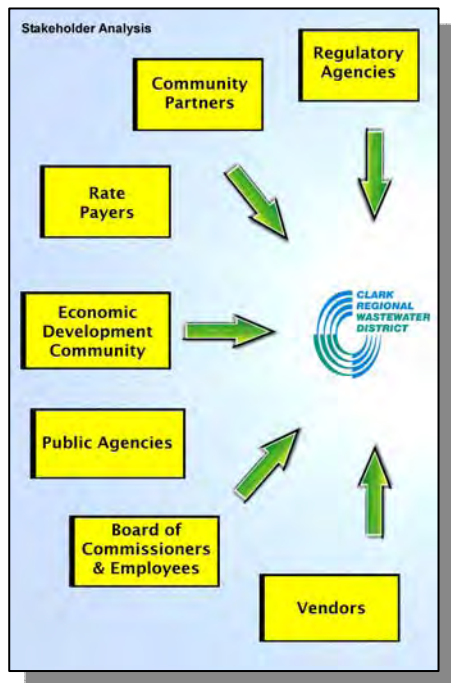 Stakeholder Analysis
Regulatory
Agencies
Community
Partners
Rate
Payers
Economic
Development
Community
CLARK
REGIONAL
WASTEWATER
DISTRICT
Public Agencies
Board of
Commissioners
& Employees
Vendors